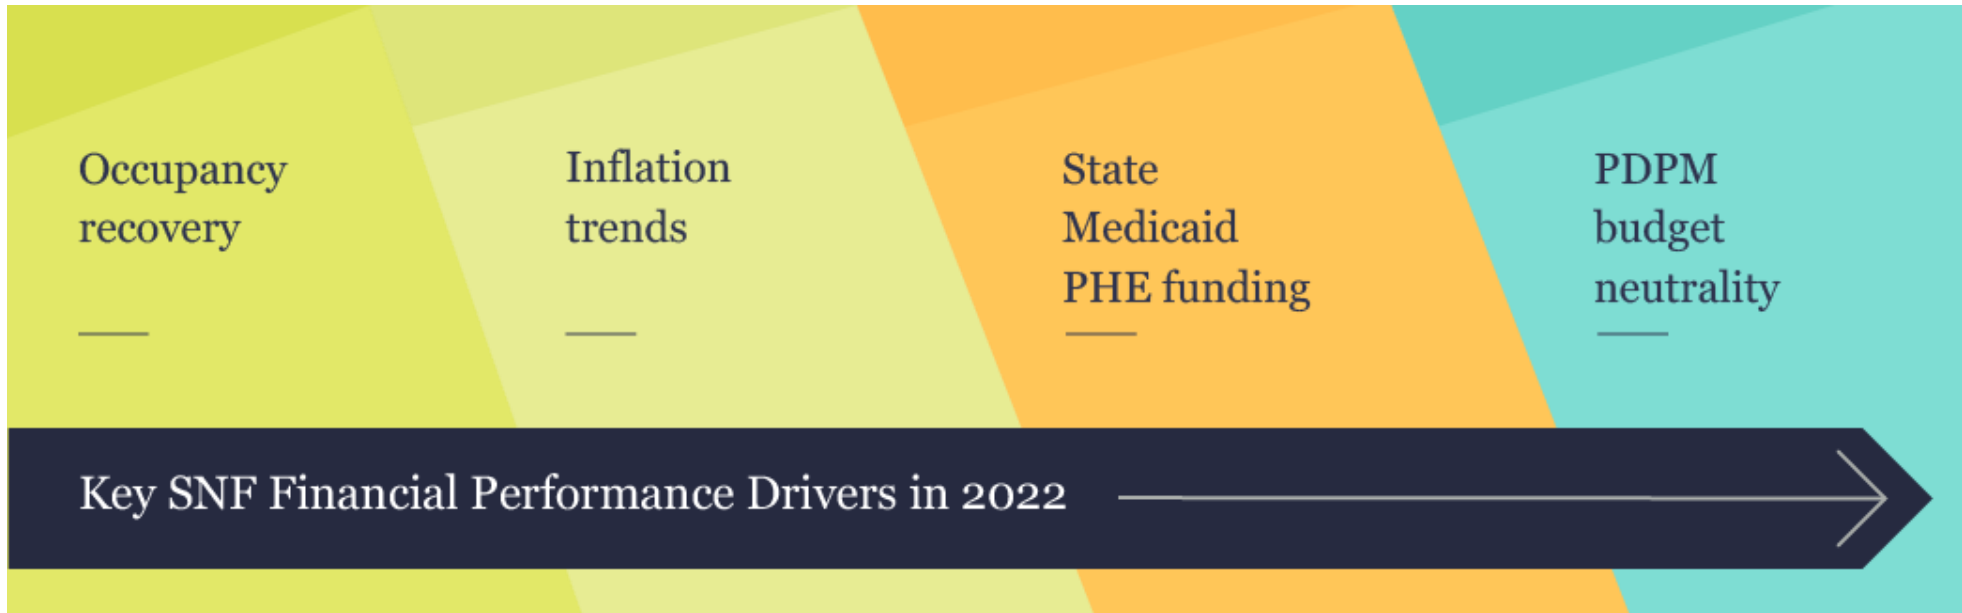 Occupancy
recovery
Inflation
trends
State
Medicaid
PHE funding
PDPM
budget
neutrality
Key SNF Financial Performance Drivers in 2022